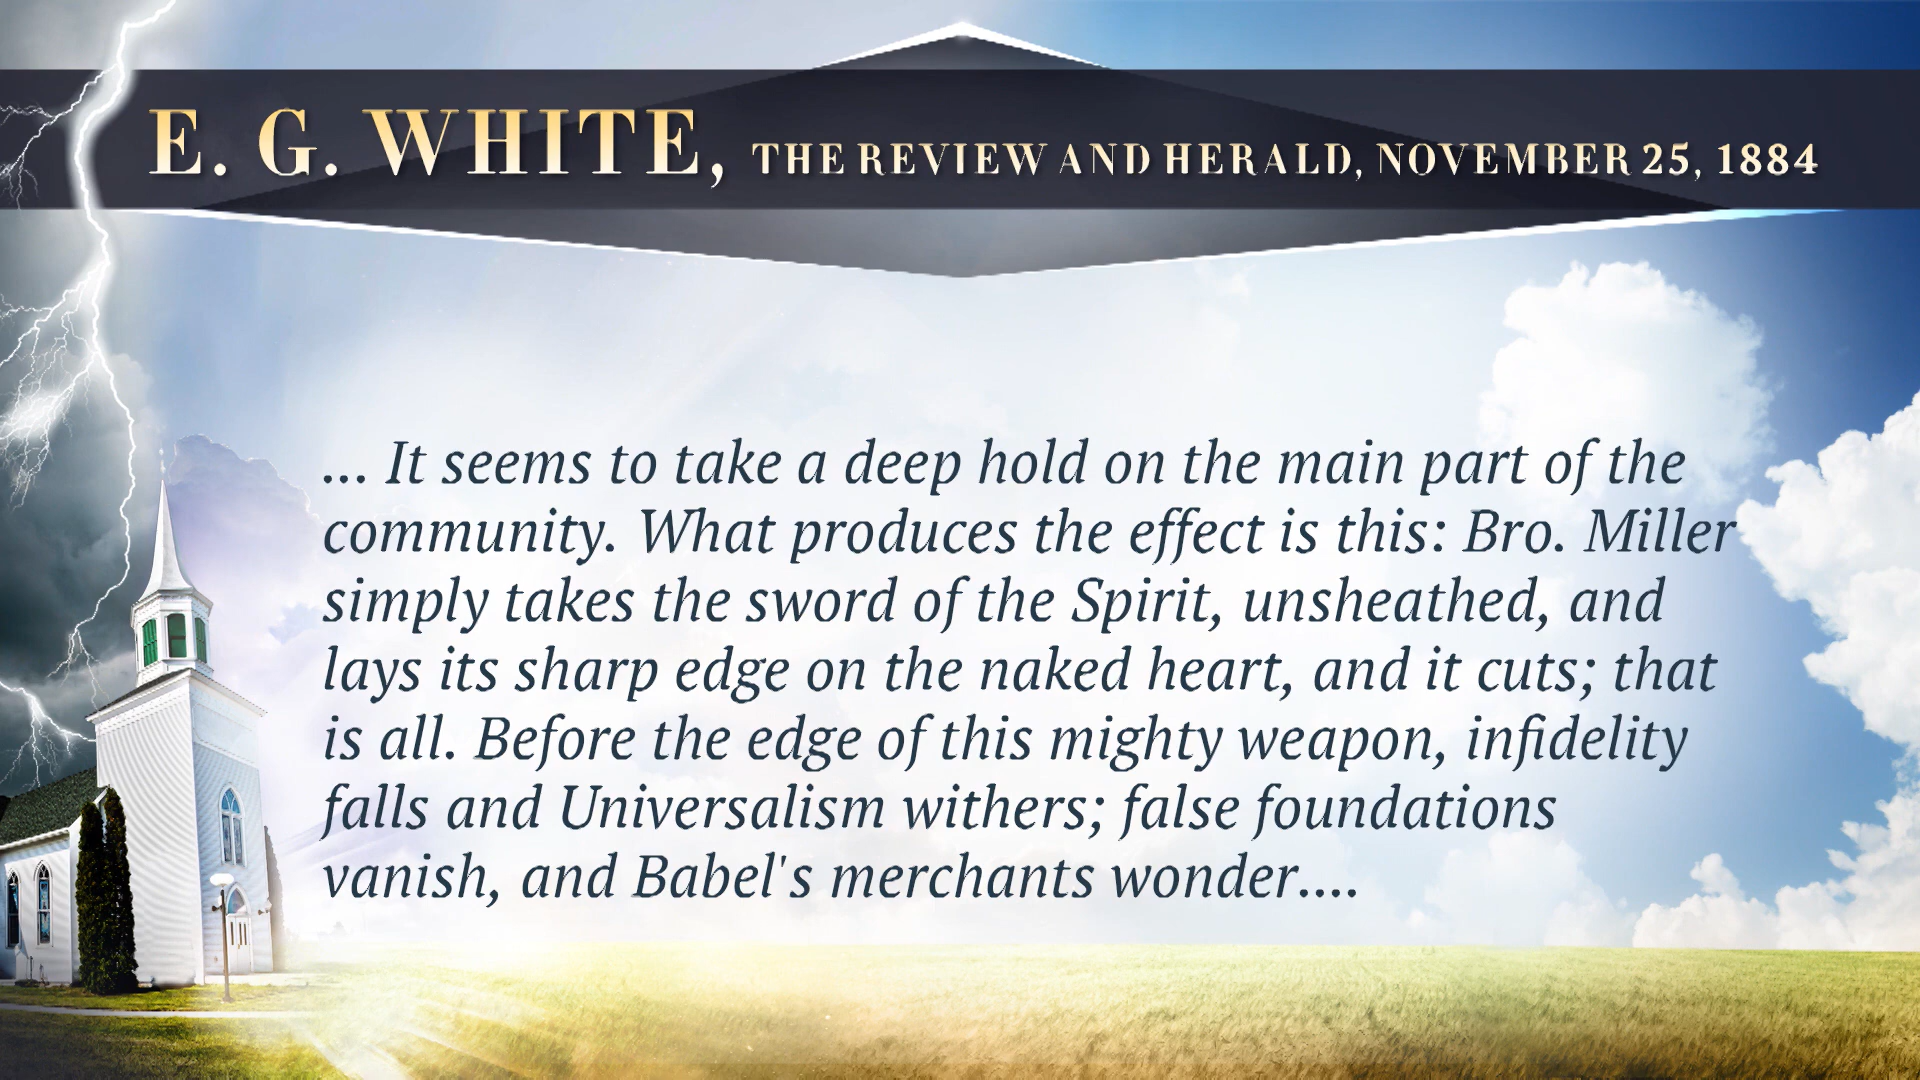 E. G. WHITE, THE REVIEW AND HERALD, NOVEMBER 25, 1884
... It seems to take a deep hold on the main part of the
community. What produces the effect is this: Bro. Miller
simply takes the sword of the Spirit, unsheathed, and
lays its sharp edge on the naked heart, and it cuts; that
is all. Before the edge of this mighty weapon, infidelity
falls and Universalism withers; false foundations
vanish, and Babel's merchants wonder....